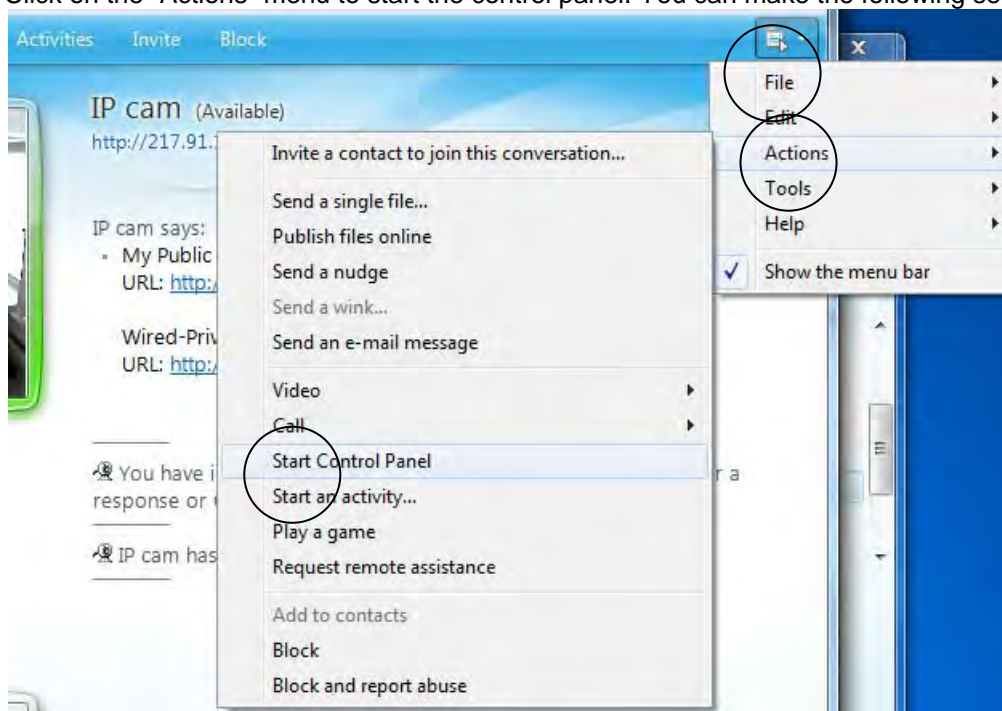 Click on the "Actions" menu to start the control panel. You can make the following se
Activities Invite Block
x
File
Edit
Actions
Tools
Help
Show the menu bar
IP cam (Available)
http://217.91.
IP cam says:
My Public
URL: http:/
Wired-Priv
URL: http:/
You have i
r a
response or
IP cam has
Invite a contact to join this conversation...
Send a single file...
Publish files online
Send a nudge
Send a wink...
Send an e-mail message
Video
Call
Start Control Panel
Start an activity...
Play a game
Request remote assistance
Add to contacts
Block
Block and report abuse